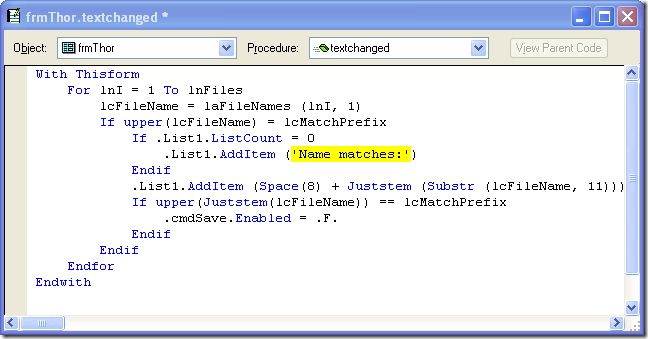 frmThor.textchanged *
Object: frmThor Procedure: textchanged View Parent Code
With Thisform
For lnI = 1 To lnFiles
lcFileName = laFileNames (lnI, 1)
If upper(lcFileName) = lcMatchPrefix
If .List1.ListCount = 0
.List1.AddItem ('Name matches:')
Endif
.List1.AddItem (Space(8) + Juststem (Substr (lcFileName, 11)))
If upper(Juststem(lcFileName)) == lcMatchPrefix
.cmdSave.Enabled = .F.
Endif
Endif
Endfor
Endwith